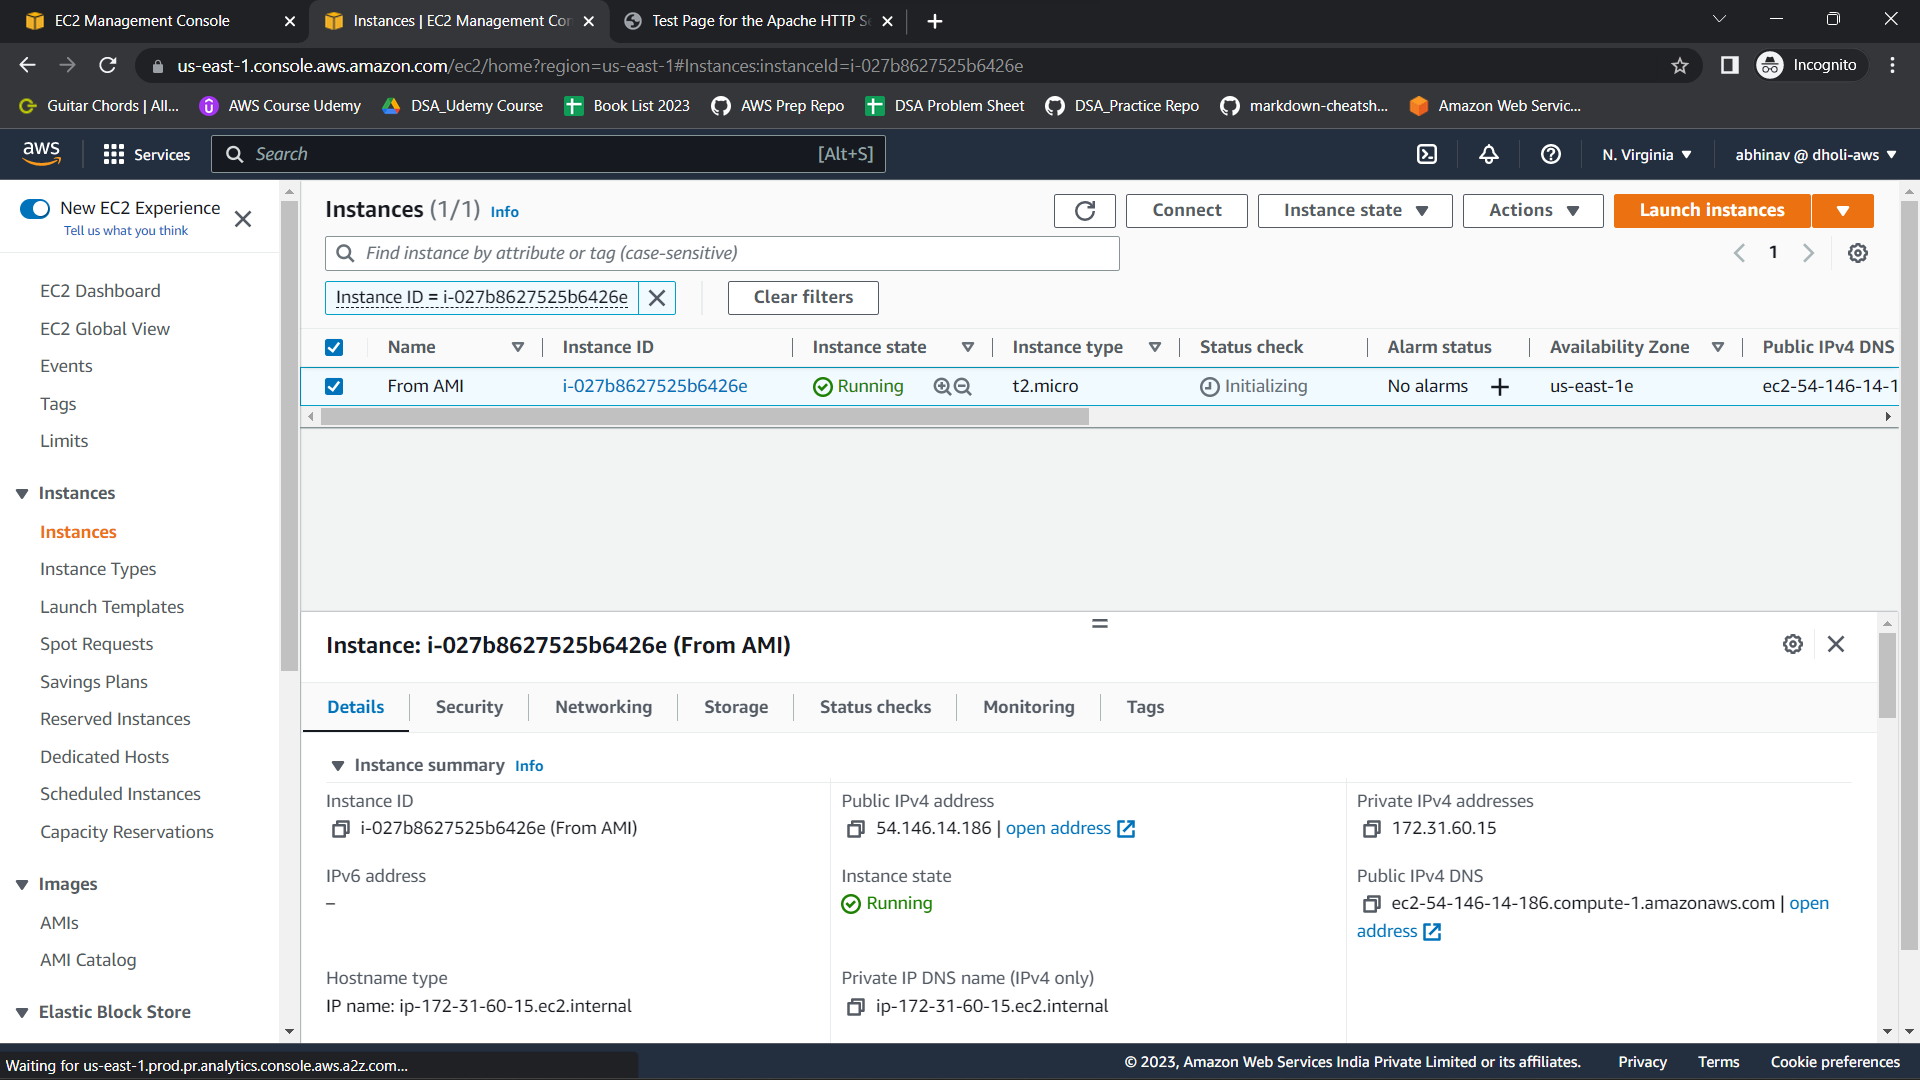 EC2 Management Console
Instances | EC2 Management Con
Test Page for the Apache HTTP Se
us-east-1.console.aws.amazon.com/ec2/home?region=us-east-1#Instances:instanceId=i-027b8627525b6426e
Incognito
Guitar Chords | All...
AWS Course Udemy
DSA_Udemy Course
Book List 2023
AWS Prep Repo
DSA Problem Sheet
DSA_Practice Repo
markdown-cheatsh...
Amazon Web Servic...
aws
Services
Search
[Alt+S]
N. Virginia
abhinav @ dholi-aws
New EC2 Experience
Tell us what you think
EC2 Dashboard
EC2 Global View
Events
Tags
Limits
Instances
Instances
Instance Types
Launch Templates
Spot Requests
Savings Plans
Reserved Instances
Dedicated Hosts
Scheduled Instances
Capacity Reservations
Images
AMIs
AMI Catalog
Elastic Block Store
Instances (1/1) Info
Connect
Instance state
Actions
Launch instances
Find instance by attribute or tag (case-sensitive)
1
Instance ID = i-027b8627525b6426e
Clear filters
Name
Instance ID
Instance state
Instance type
Status check
Alarm status
Availability Zone
Public IPv4 DNS
From AMI
i-027b8627525b6426e
Running
t2.micro
Initializing
No alarms
us-east-1e
ec2-54-146-14-1
Instance: i-027b8627525b6426e (From AMI)
Details
Security
Networking
Storage
Status checks
Monitoring
Tags
Instance summary Info
Instance ID
i-027b8627525b6426e (From AMI)
Public IPv4 address
54.146.14.186 | open address
Private IPv4 addresses
172.31.60.15
IPv6 address
–
Instance state
Running
Public IPv4 DNS
ec2-54-146-14-186.compute-1.amazonaws.com | open
address
Hostname type
IP name: ip-172-31-60-15.ec2.internal
Private IP DNS name (IPv4 only)
ip-172-31-60-15.ec2.internal
Waiting for us-east-1.prod.pr.analytics.console.aws.a2z.com...
© 2023, Amazon Web Services India Private Limited or its affiliates.
Privacy
Terms
Cookie preferences